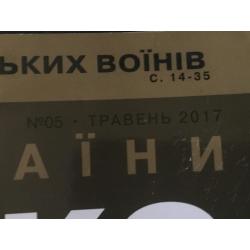 ЬКИХ ВОЇНІВ
С. 14-35
№05 • ТРАВЕНЬ 2017
АЇНИ